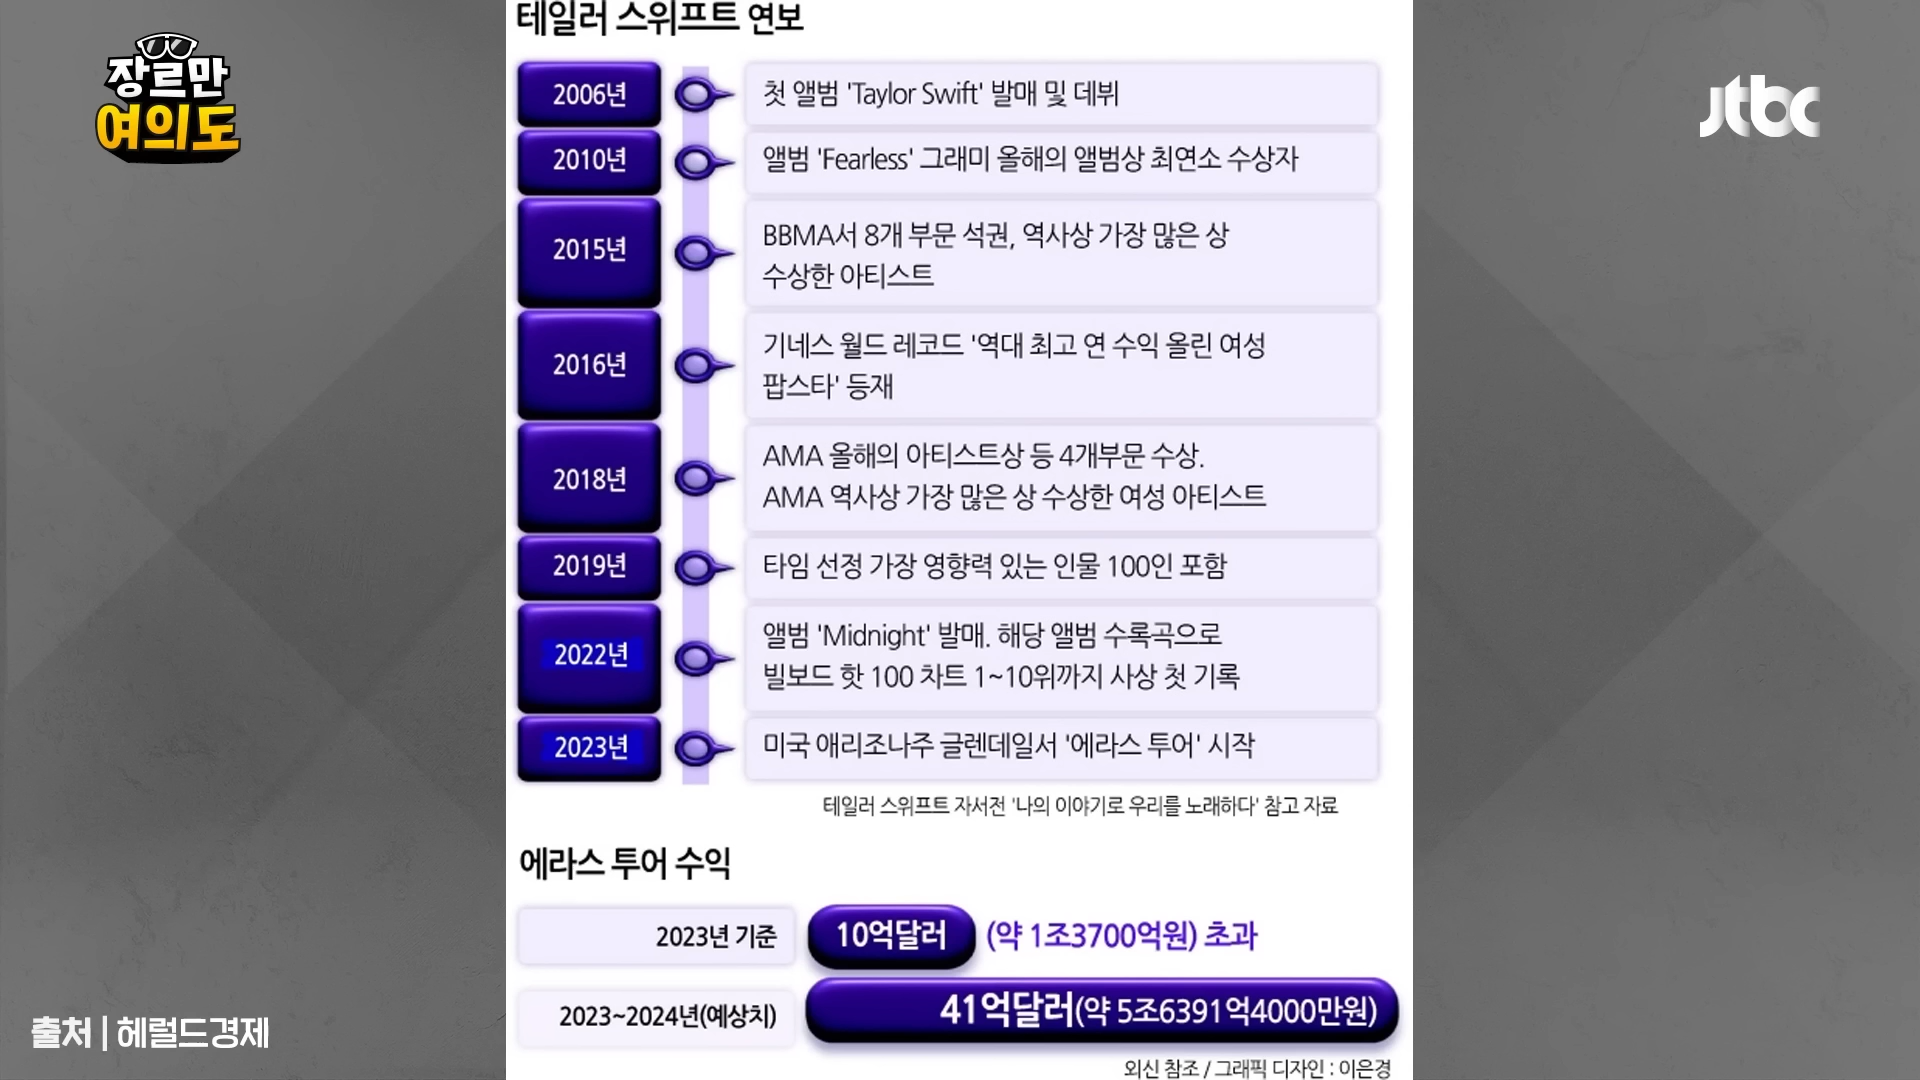 테일러 스위프트 연보
장르만
여의도
jtbc
2006년
첫 앨범 'Taylor Swift' 발매 및 데뷔
2010년
앨범 'Fearless' 그래미 올해의 앨범상 최연소 수상자
2015년
BBMA서 8개 부문 석권, 역사상 가장 많은 상
수상한 아티스트
2016년
기네스 월드 레코드 '역대 최고 연 수익 올린 여성
팝스타' 등재
2018년
AMA 올해의 아티스트상 등 4개부문 수상.
AMA 역사상 가장 많은 상 수상한 여성 아티스트
2019년
타임 선정 가장 영향력 있는 인물 100인 포함
2022년
앨범 'Midnight' 발매. 해당 앨범 수록곡으로
빌보드 핫 100 차트 1~10위까지 사상 첫 기록
2023년
미국 애리조나주 글렌데일서 '에라스 투어' 시작
테일러 스위프트 자서전 '나의 이야기로 우리를 노래하다' 참고 자료
에라스 투어 수익
2023년 기준
10억달러 (약 1조3700억원) 초과
2023~2024년(예상치)
41억달러(약 5조6391억4000만원)
외신 참조 / 그래픽 디자인 : 이은경
출처 | 헤럴드경제